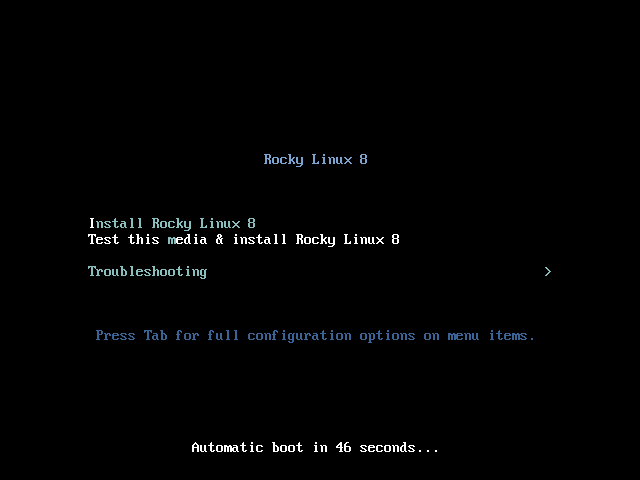 Rocky Linux 8
Install Rocky Linux 8
Test this media & install Rocky Linux 8
Troubleshooting >
Press Tab for full configuration options on menu items.
Automatic boot in 46 seconds...